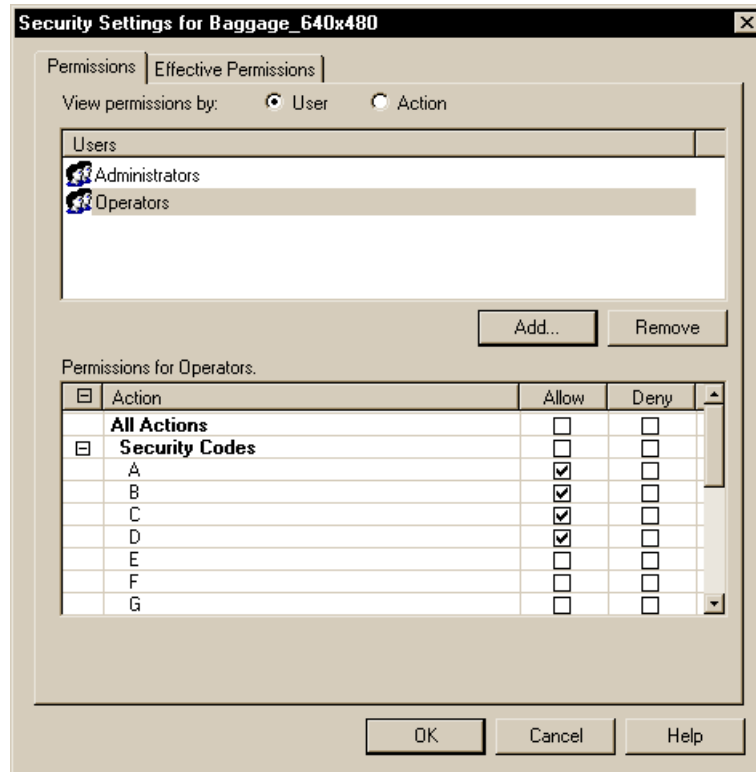 Security Settings for Baggage_640x480
Permissions Effective Permissions
View permissions by: User Action
Users
Administrators
Operators
Add... Remove
Permissions for Operators.
Action Allow Deny
All Actions
Security Codes
A
B
C
D
E
F
G
OK Cancel Help